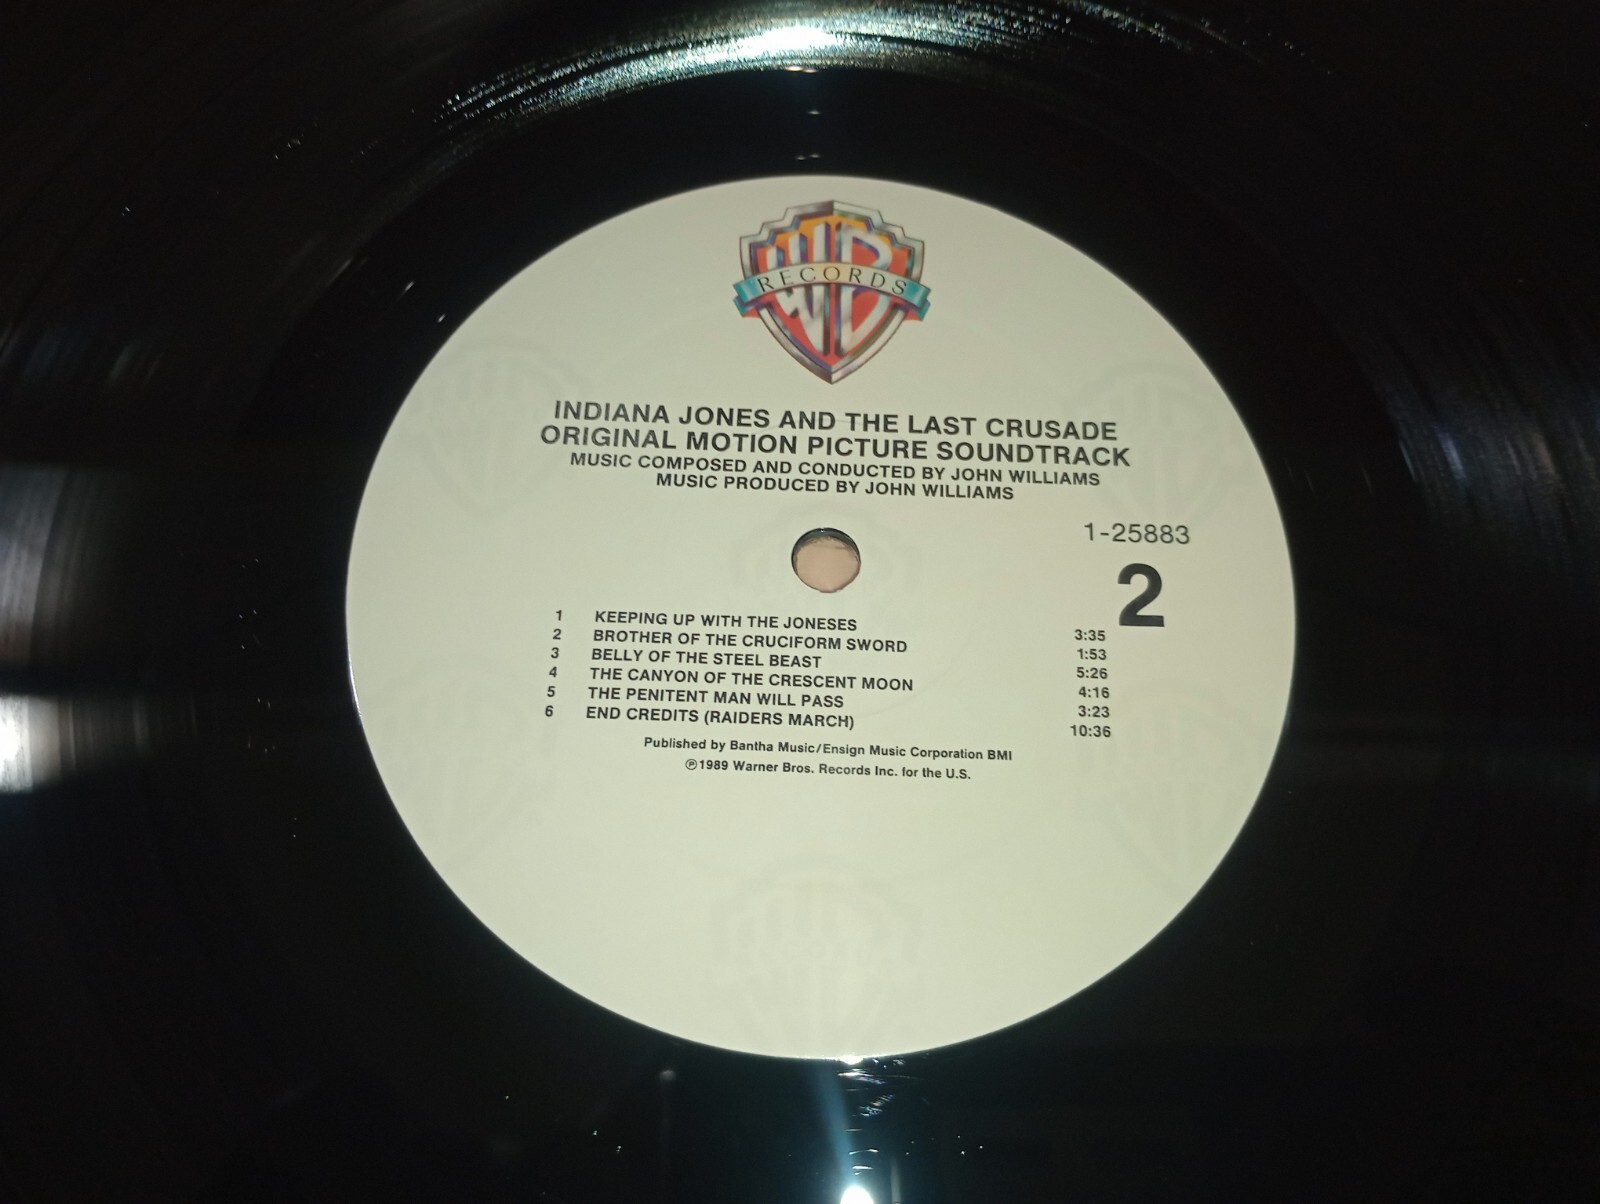 WB
RECORDS
INDIANA JONES AND THE LAST CRUSADE
ORIGINAL MOTION PICTURE SOUNDTRACK
MUSIC COMPOSED AND CONDUCTED BY JOHN WILLIAMS
MUSIC PRODUCED BY JOHN WILLIAMS
1-25883
2
1 KEEPING UP WITH THE JONESES 3:35
2 BROTHER OF THE CRUCIFORM SWORD 1:53
3 BELLY OF THE STEEL BEAST 5:26
4 THE CANYON OF THE CRESCENT MOON 4:16
5 THE PENITENT MAN WILL PASS 3:23
6 END CREDITS (RAIDERS MARCH) 10:36
Published by Bantha Music/Ensign Music Corporation BMI
℗1989 Warner Bros. Records Inc. for the U.S.